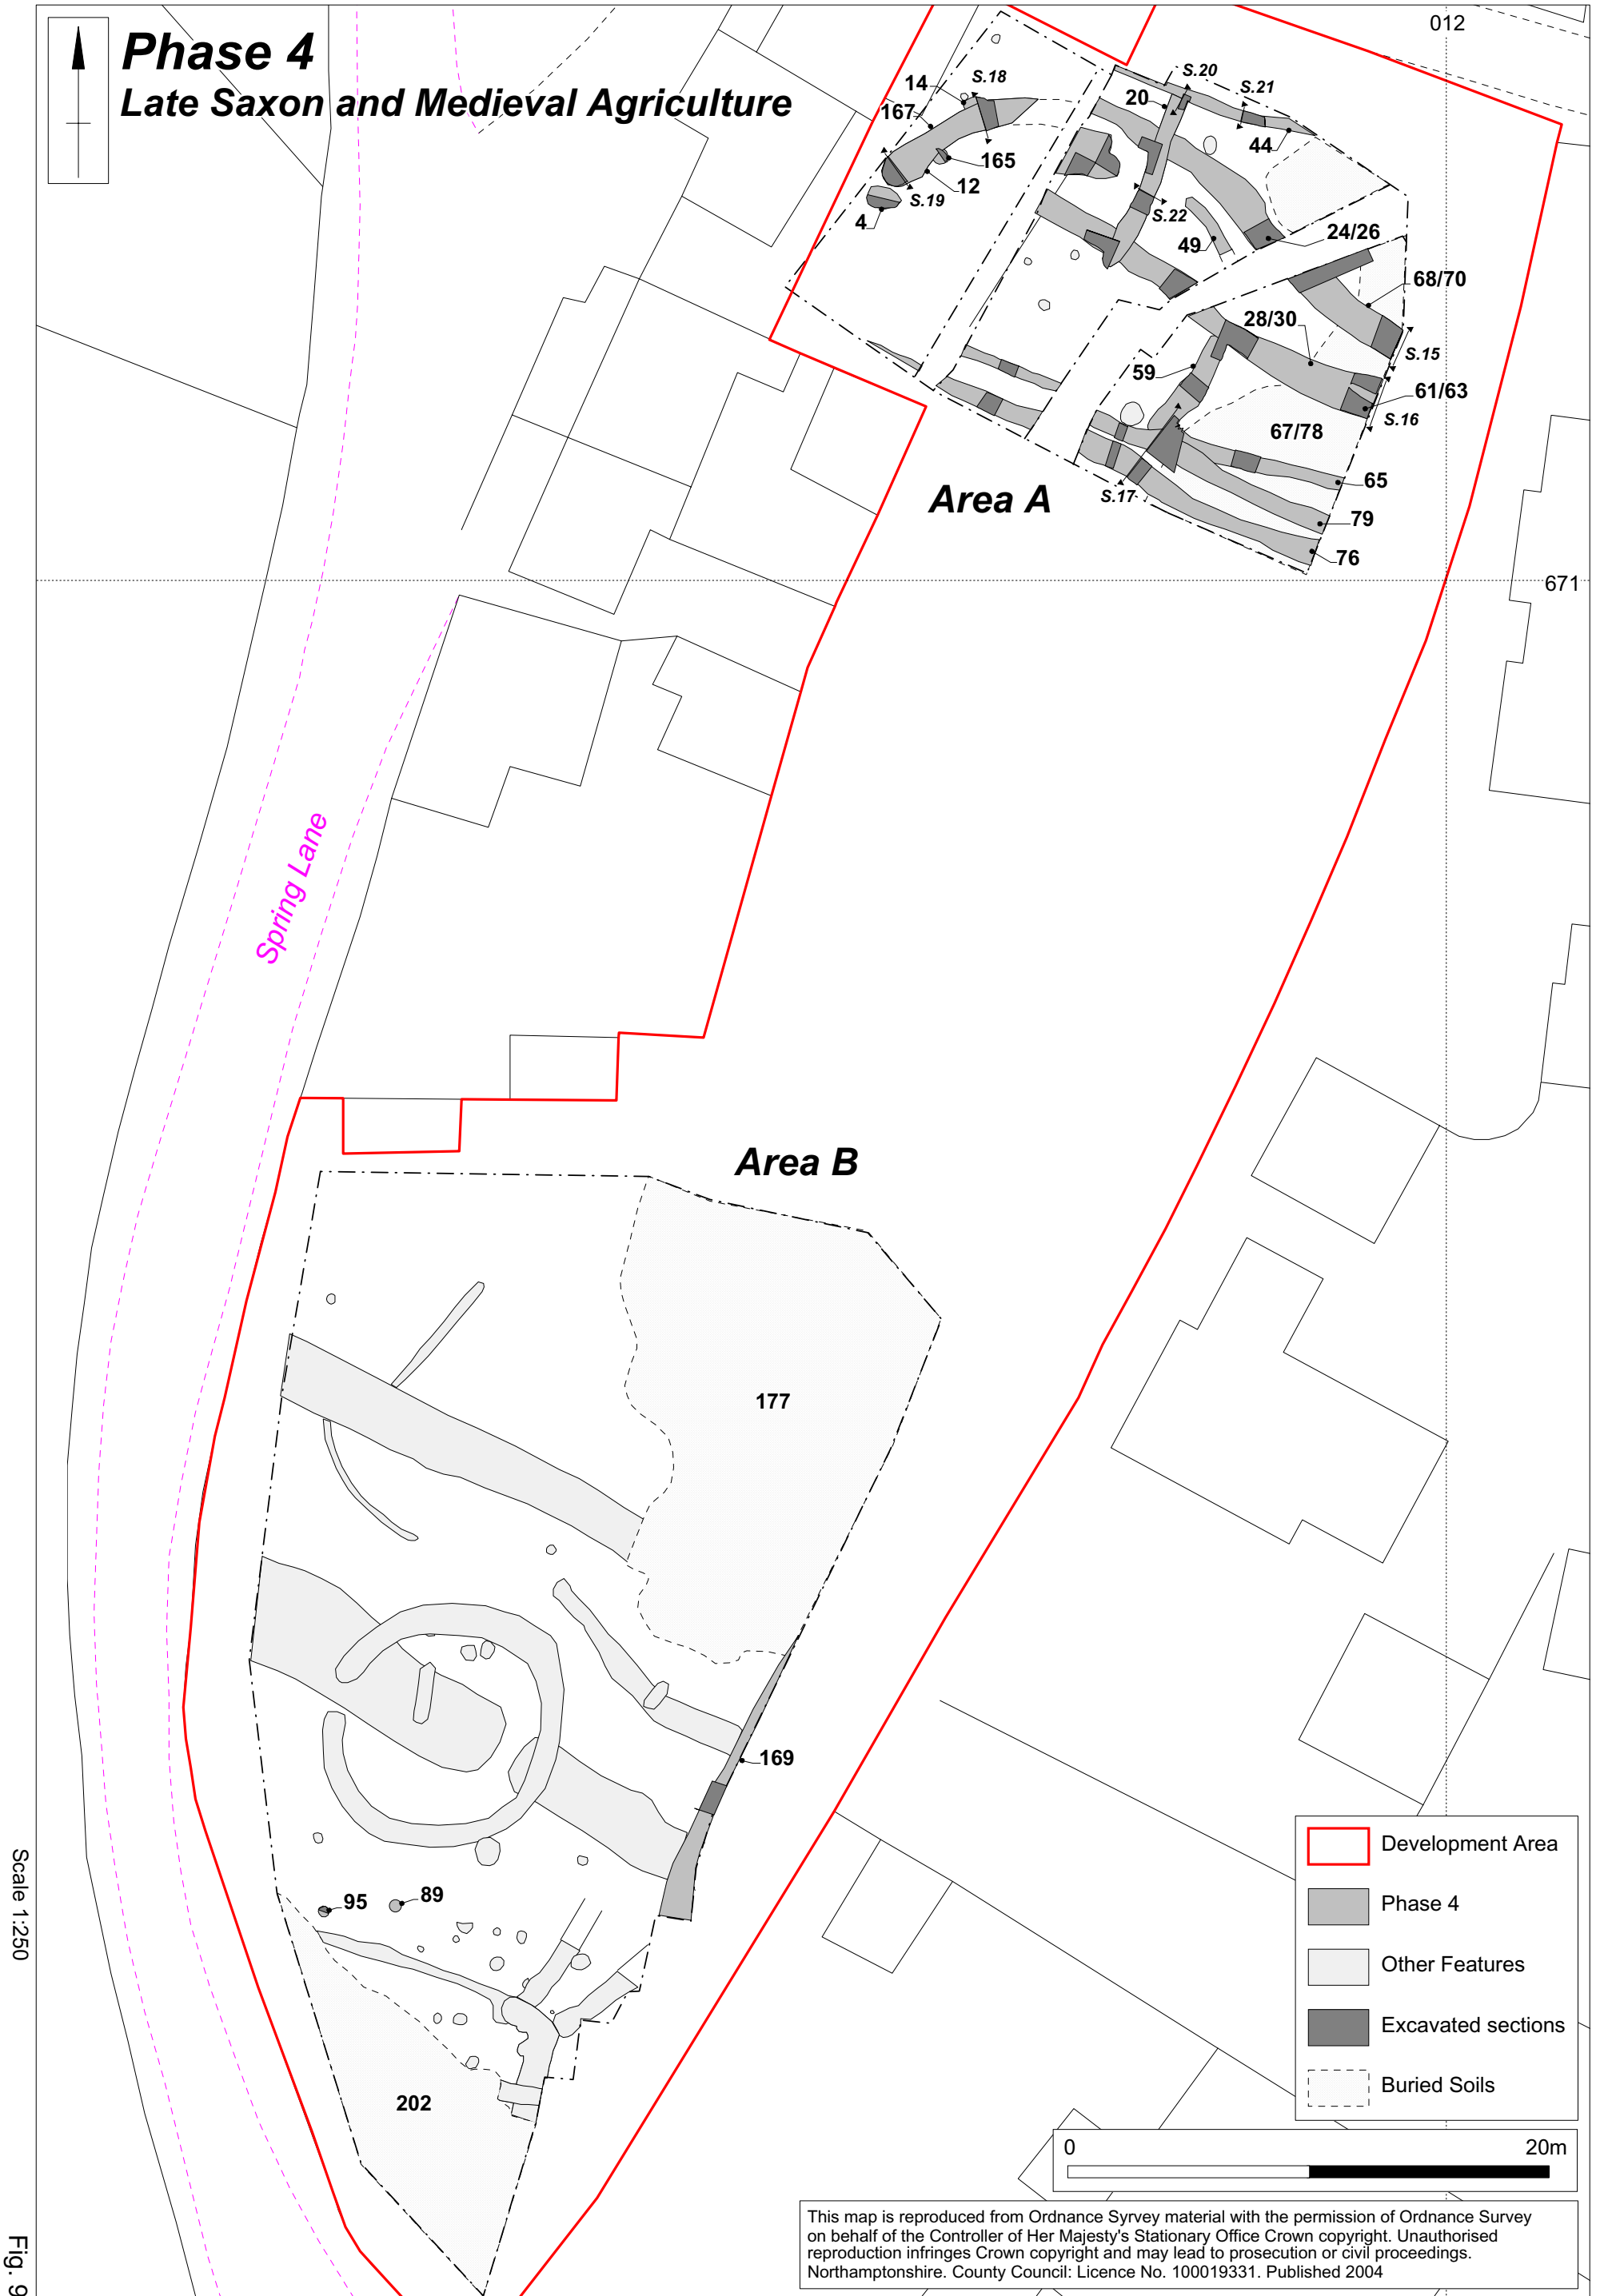 Phase 4
Late Saxon and Medieval Agriculture
012
14
S.18
167
165
12
S.19
4
S.20
20
S.21
44
S.22
49
24/26
68/70
28/30
S.15
59
61/63
S.16
67/78
65
S.17
79
76
Area A
671
Spring Lane
Area B
177
169
95
89
202
Development Area
Phase 4
Other Features
Excavated sections
Buried Soils
0 20m
This map is reproduced from Ordnance Syrvey material with the permission of Ordnance Survey
on behalf of the Controller of Her Majesty's Stationary Office Crown copyright. Unauthorised
reproduction infringes Crown copyright and may lead to prosecution or civil proceedings.
Northamptonshire. County Council: Licence No. 100019331. Published 2004
Scale 1:250
Fig. 9